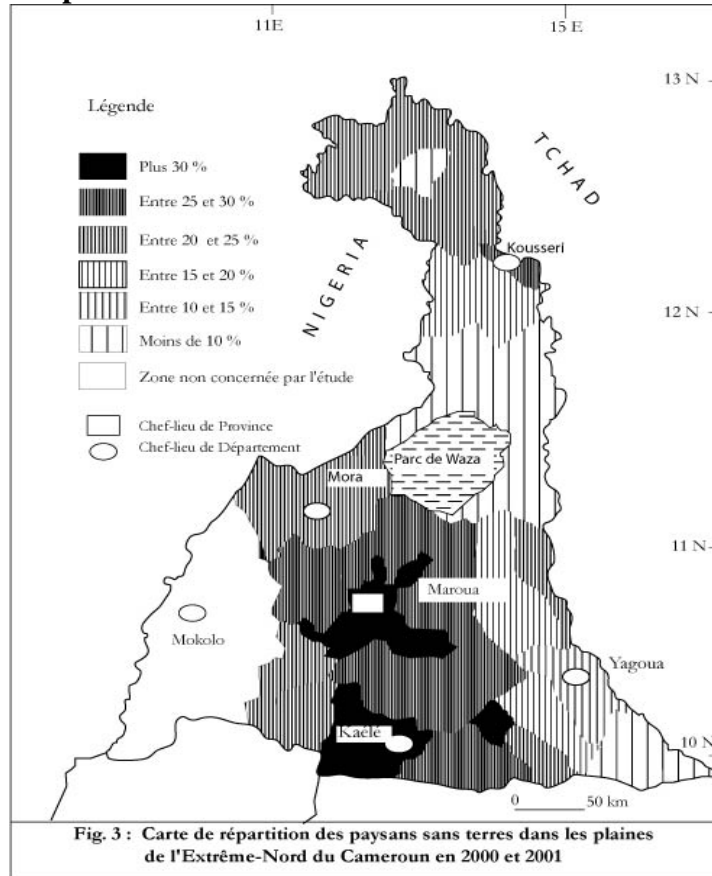 11E
15 E
13 N
Légende
Plus 30 %
Entre 25 et 30 %
Entre 20 et 25 %
Entre 15 et 20 %
Entre 10 et 15 %
Moins de 10 %
Zone non concernée par l'étude
Chef-lieu de Province
Chef-lieu de Département
TCHAD
NIGERIA
Kousseri
12 N
Parc de Waza
Mora
11 N
Maroua
Mokolo
Yagoua
Kaélé
10 N
0 50 km
Fig. 3 : Carte de répartition des paysans sans terres dans les plaines
de l'Extrême-Nord du Cameroun en 2000 et 2001